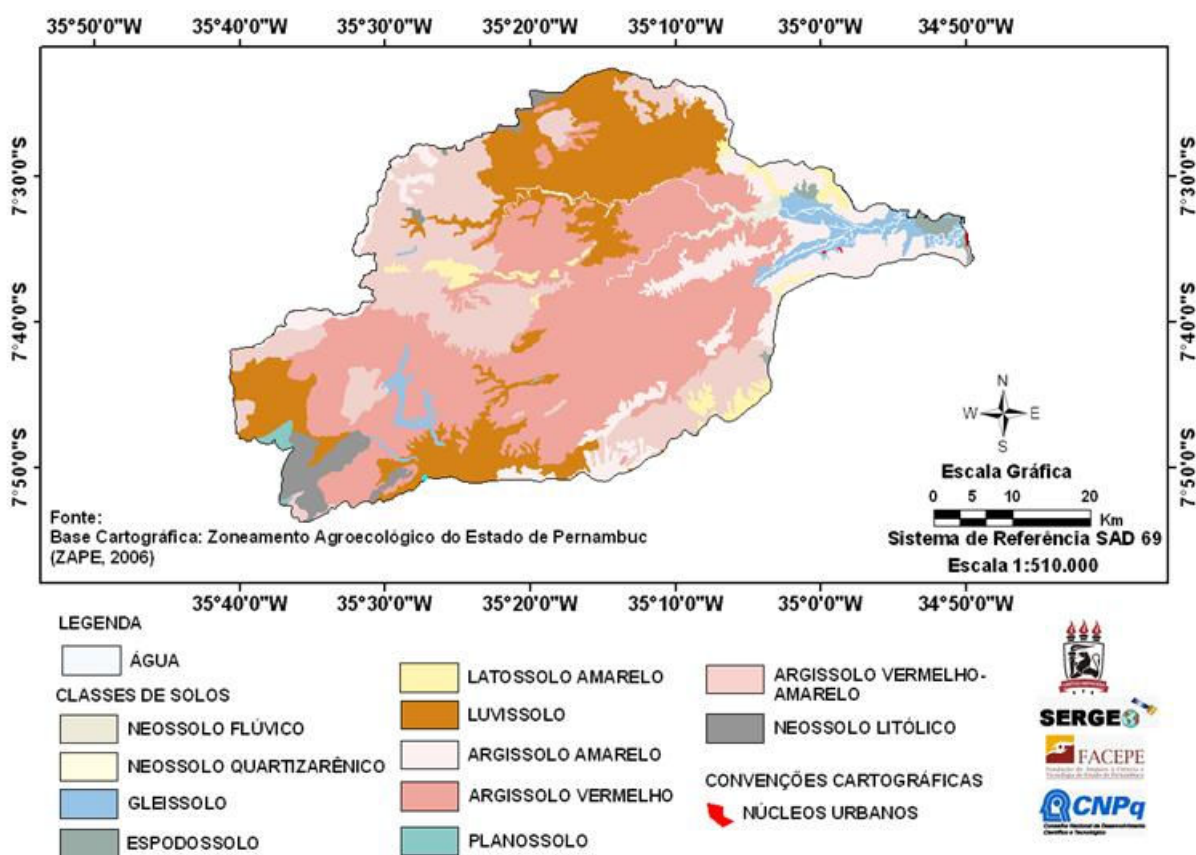 35°50'0"W 35°40'0"W 35°30'0"W 35°20'0"W 35°10'0"W 35°0'0"W 34°50'0"W
7°30'0"S 7°30'0"S
7°40'0"S 7°40'0"S
7°50'0"S 7°50'0"S
N
W E
S
Escala Gráfica
0 5 10 20
Km
Sistema de Referência SAD 69
Escala 1:510.000
Fonte:
Base Cartográfica: Zoneamento Agroecológico do Estado de Pernambuc
(ZAPE, 2006)
35°40'0"W 35°30'0"W 35°20'0"W 35°10'0"W 35°0'0"W 34°50'0"W
LEGENDA
ÁGUA
CLASSES DE SOLOS
NEOSSOLO FLÚVICO
NEOSSOLO QUARTIZARÊNICO
GLEISSOLO
ESPODOSSOLO
LATOSSOLO AMARELO
LUVISSOLO
ARGISSOLO AMARELO
ARGISSOLO VERMELHO
PLANOSSOLO
ARGISSOLO VERMELHO-
AMARELO
NEOSSOLO LITÓLICO
CONVENÇÕES CARTOGRÁFICAS
NÚCLEOS URBANOS
SERGEO
FACEPE
CNPq